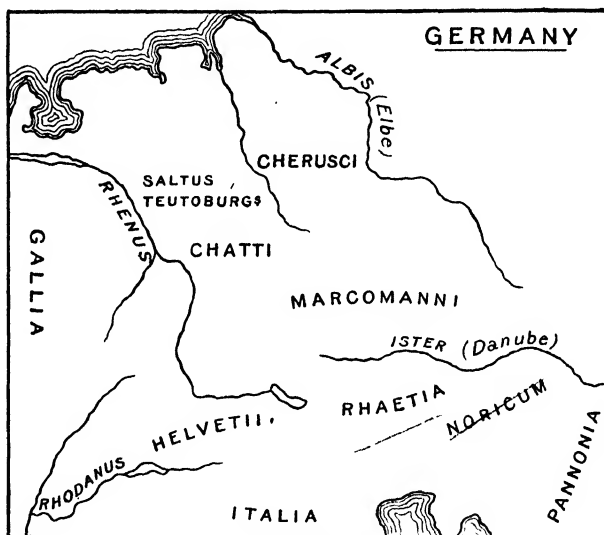 GERMANY
ALBIS (Elbe)
CHERUSCI
SALTUS
TEUTOBURGS
RHENUS
CHATTI
GALLIA
MARCOMANNI
ISTER (Danube)
RHAETIA
NORICUM
HELVETII.
PANNONIA
RHODANUS
ITALIA